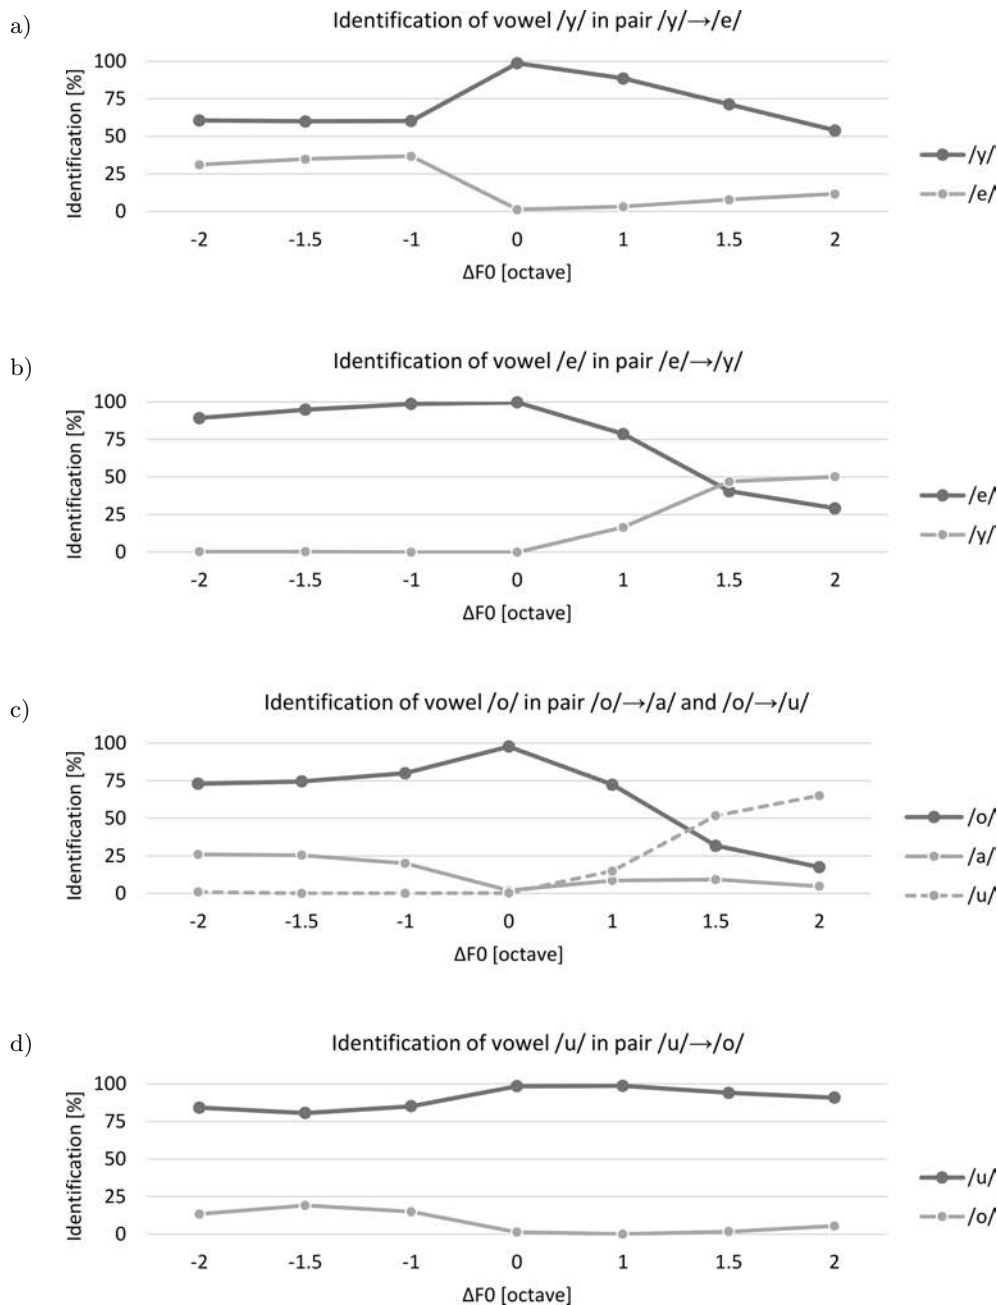 a)
Identification of vowel /y/ in pair /y/→/e/
Identification [%]
100
75
50
25
0
-2 -1.5 -1 0 1 1.5 2
ΔF0 [octave]
/y/
/e/
b)
Identification of vowel /e/ in pair /e/→/y/
Identification [%]
100
75
50
25
0
-2 -1.5 -1 0 1 1.5 2
ΔF0 [octave]
/e/
/y/
c)
Identification of vowel /o/ in pair /o/→/a/ and /o/→/u/
Identification [%]
100
75
50
25
0
-2 -1.5 -1 0 1 1.5 2
ΔF0 [octave]
/o/
/a/
/u/
d)
Identification of vowel /u/ in pair /u/→/o/
Identification [%]
100
75
50
25
0
-2 -1.5 -1 0 1 1.5 2
ΔF0 [octave]
/u/
/o/